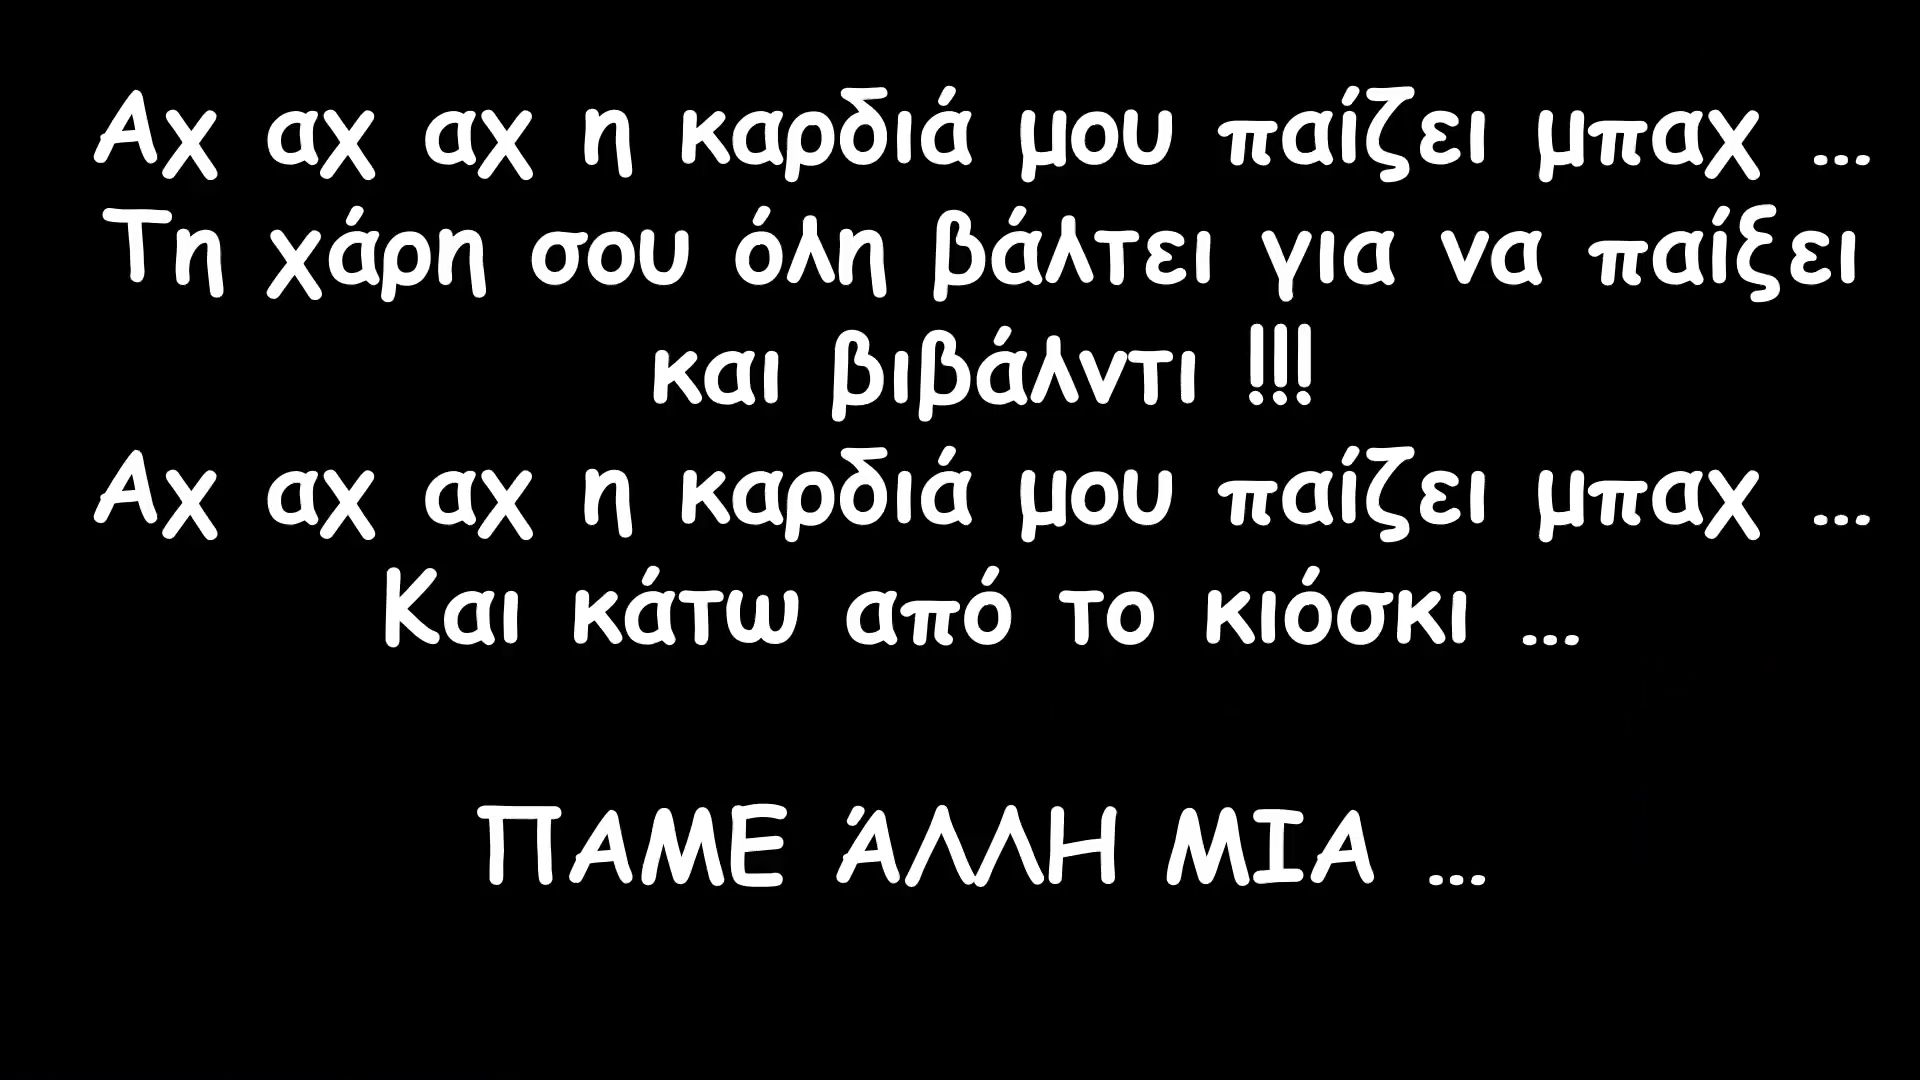 Αχ αχ αχ η καρδιά μου παίζει μπαχ ...
Τη χάρη σου όλη βάλτει για να παίξει
και βιβάλντι !!!
Αχ αχ αχ η καρδιά μου παίζει μπαχ ...
Και κάτω από το κιόσκι ...
ΠΑΜΕ ΆΛΛΗ ΜΙΑ ...